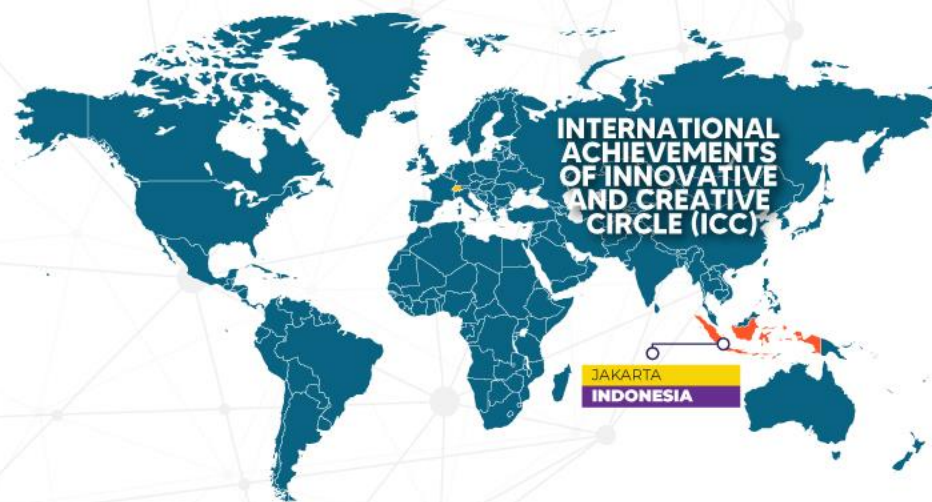 INTERNATIONAL
ACHIEVEMENTS
OF INNOVATIVE
AND CREATIVE
CIRCLE (ICC)
JAKARTA
INDONESIA